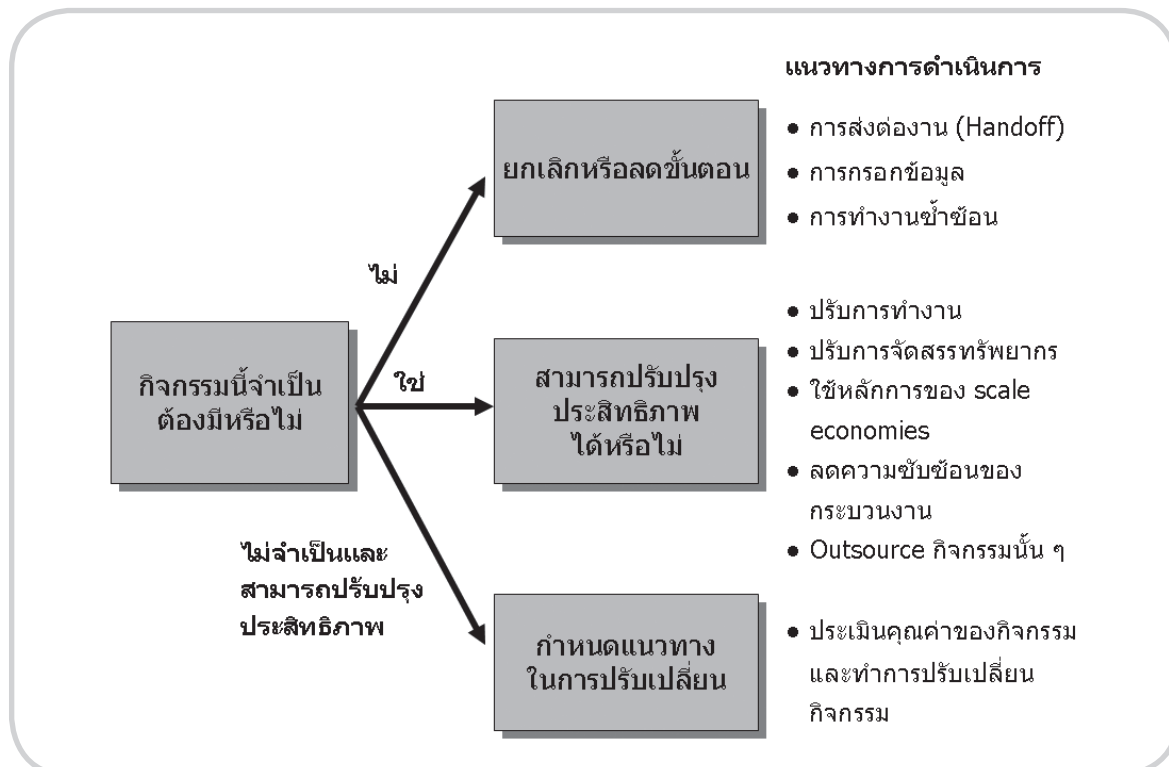 แนวทางการดำเนินการ
ยกเลิกหรือลดขั้นตอน
● การส่งต่องาน (Handoff)
● การกรอกข้อมูล
● การทำงานซ้ำซ้อน
ไม่
กิจกรรมนี้จำเป็น
ต้องมีหรือไม่
ใช่
สามารถปรับปรุง
ประสิทธิภาพ
ได้หรือไม่
● ปรับการทำงาน
● ปรับการจัดสรรทรัพยากร
● ใช้หลักการของ scale
economies
● ลดความซับซ้อนของ
กระบวนงาน
● Outsource กิจกรรมนั้น ๆ
ไม่จำเป็นและ
สามารถปรับปรุง
ประสิทธิภาพ
กำหนดแนวทาง
ในการปรับเปลี่ยน
● ประเมินคุณค่าของกิจกรรม
และทำการปรับเปลี่ยน
กิจกรรม